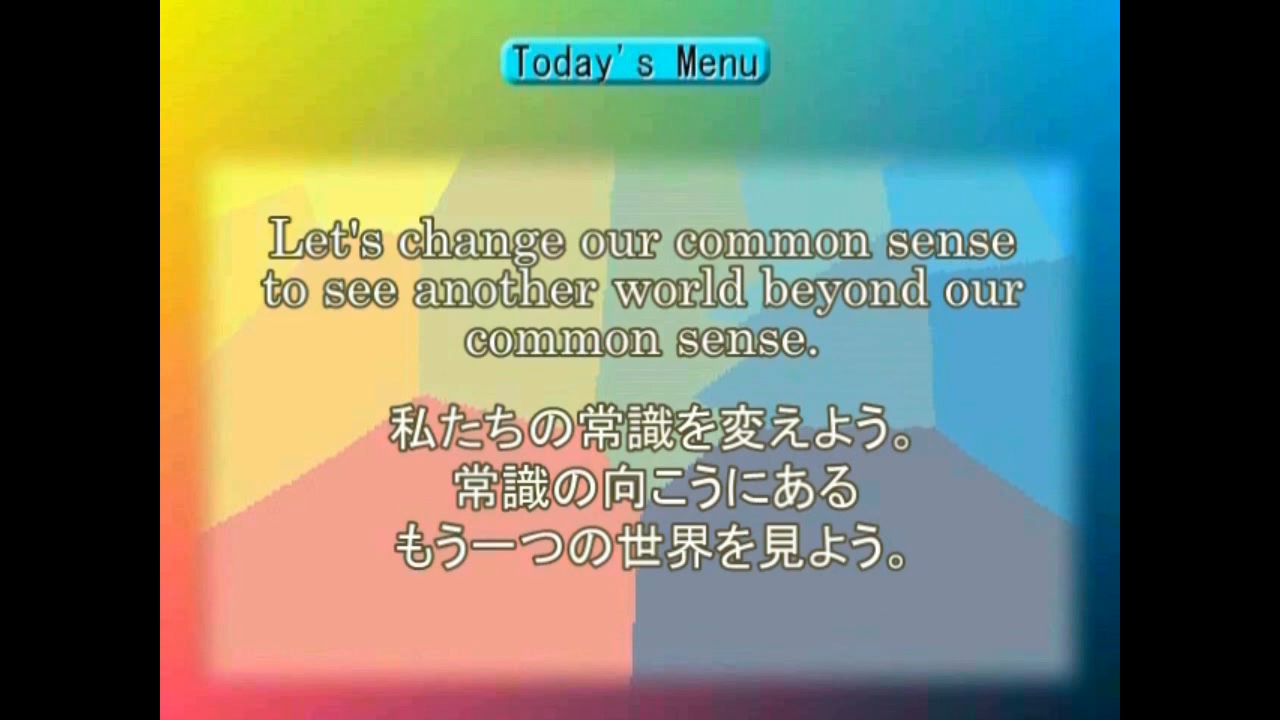 Today's Menu
Let's change our common sense
to see another world beyond our
common sense.
私たちの常識を変えよう。
常識の向こうにある
もう一つの世界を見よう。